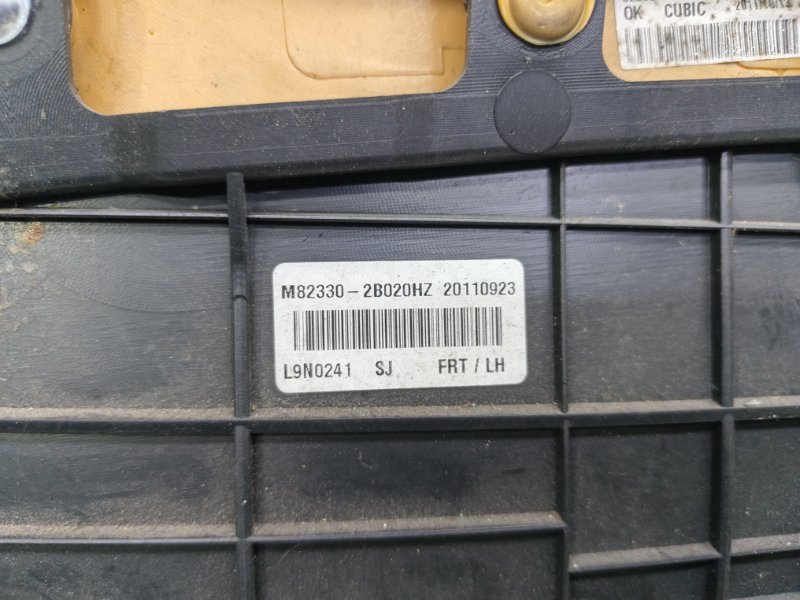 OK CUBIC
M82330-2B020HZ 20110923
L9N0241 SJ FRT/LH